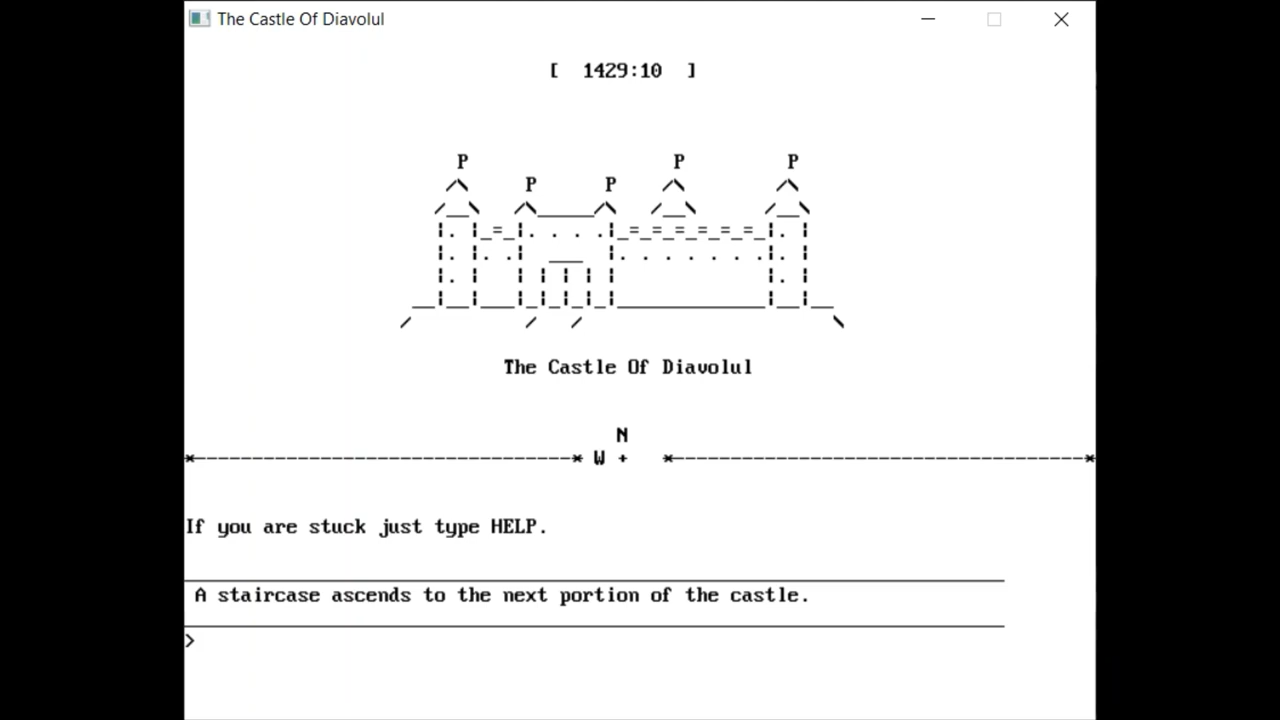 The Castle Of Diavolul
[ 1429:10 ]
P P P
P P
The Castle Of Diavolul
N
W +
If you are stuck just type HELP.
A staircase ascends to the next portion of the castle.
>